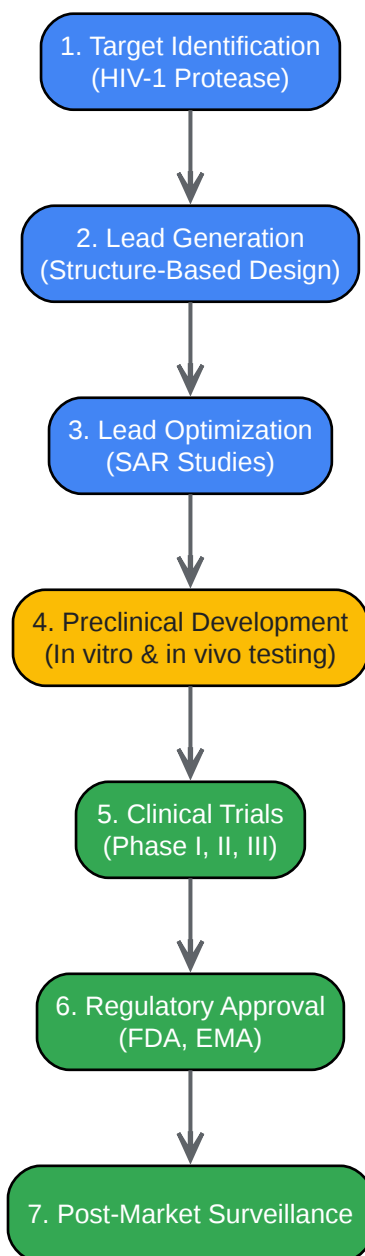 1. Target Identification
(HIV-1 Protease)
2. Lead Generation
(Structure-Based Design)
3. Lead Optimization
(SAR Studies)
4. Preclinical Development
(In vitro & in vivo testing)
5. Clinical Trials
(Phase I, II, III)
6. Regulatory Approval
(FDA, EMA)
7. Post-Market Surveillance